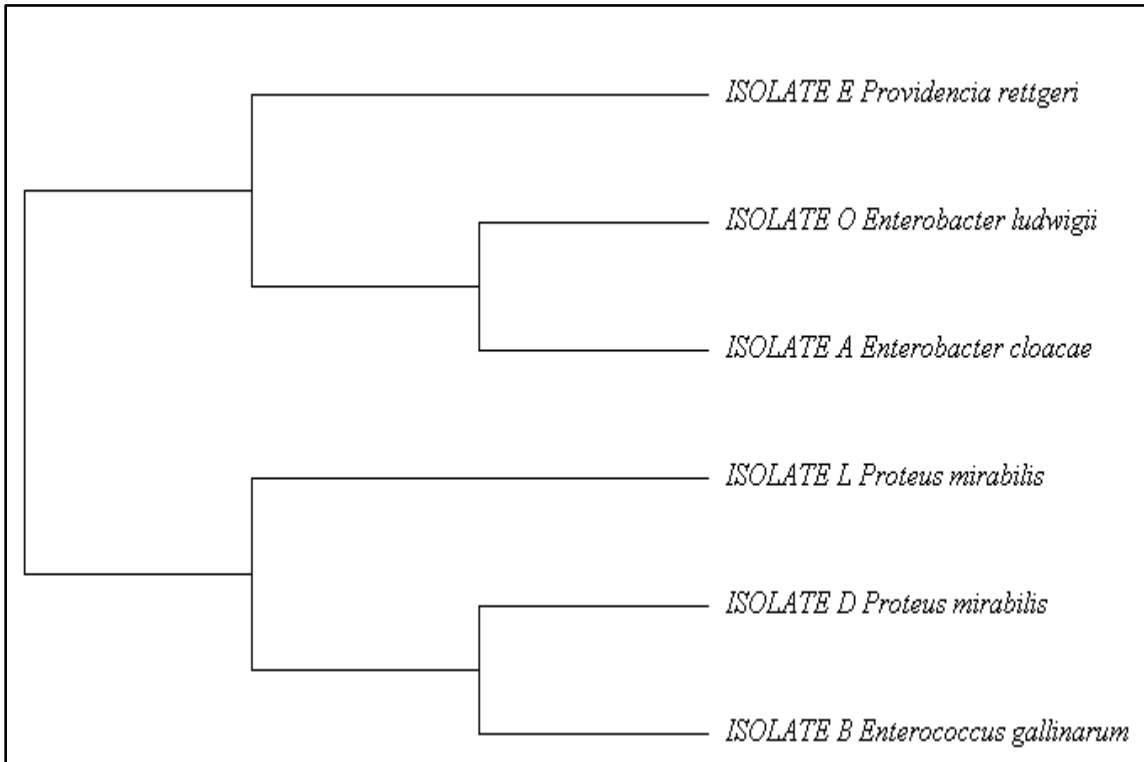 ISOLATE E Providencia rettgeri
ISOLATE O Enterobacter ludwigii
ISOLATE A Enterobacter cloacae
ISOLATE L Proteus mirabilis
ISOLATE D Proteus mirabilis
ISOLATE B Enterococcus gallinarum